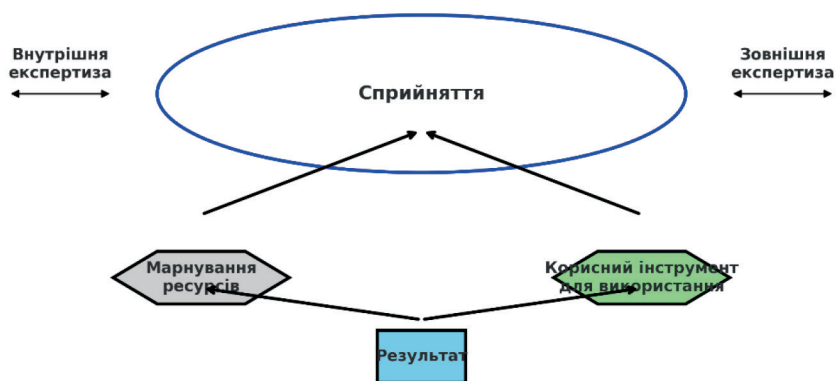 Внутрішня
експертиза
Зовнішня
експертиза
Сприйняття
Марнування
ресурсів
Корисний інструмент
для використання
Результат